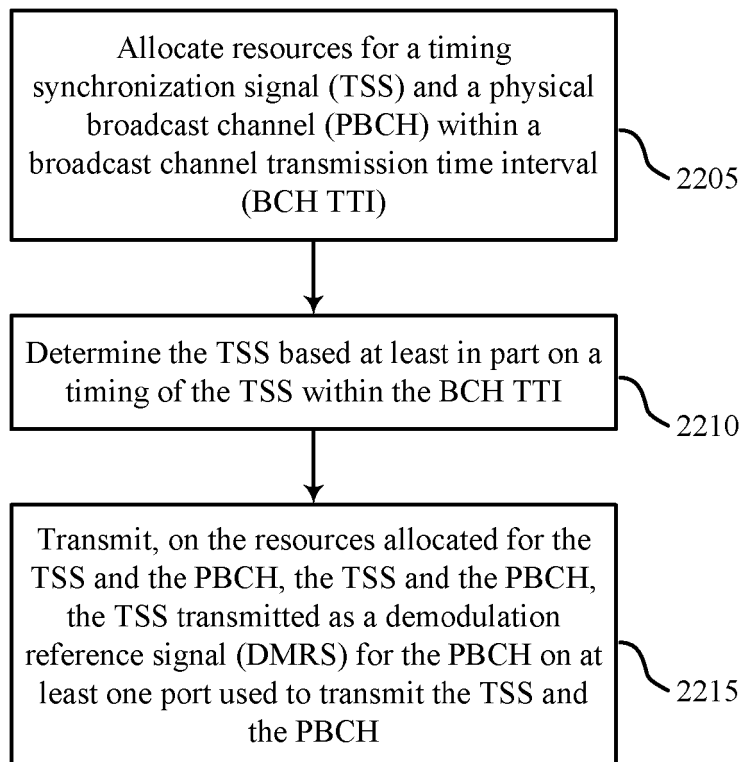 Allocate resources for a timing
synchronization signal (TSS) and a physical
broadcast channel (PBCH) within a
broadcast channel transmission time interval
(BCH TTI)
2205
Determine the TSS based at least in part on a
timing of the TSS within the BCH TTI
2210
Transmit, on the resources allocated for the
TSS and the PBCH, the TSS and the PBCH,
the TSS transmitted as a demodulation
reference signal (DMRS) for the PBCH on at
least one port used to transmit the TSS and
the PBCH
2215